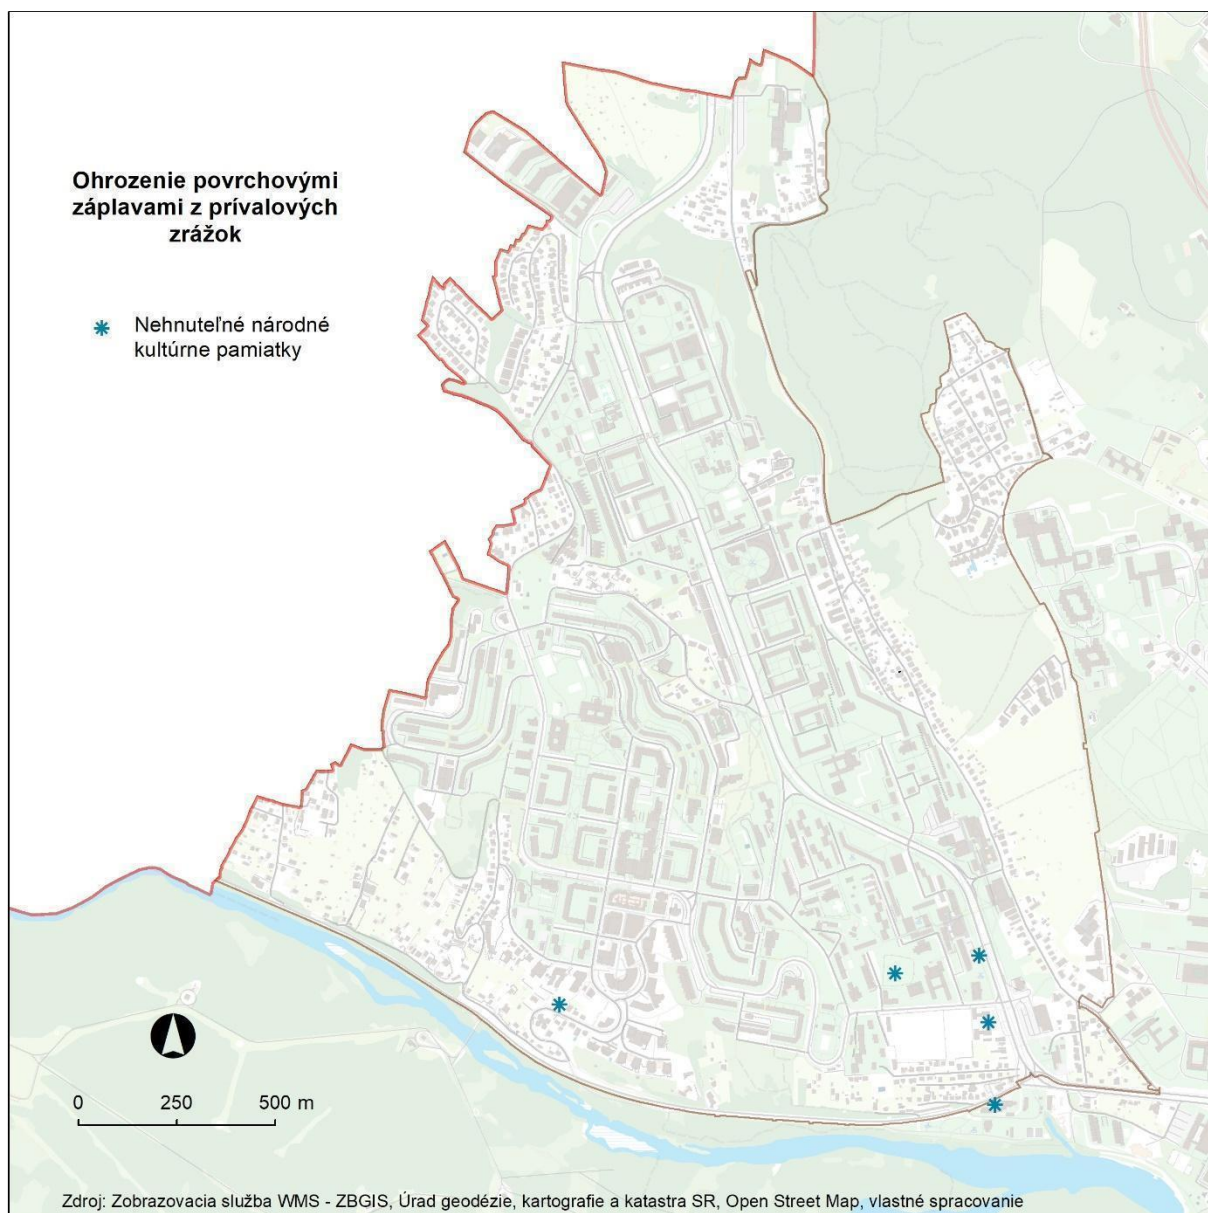 Ohrozenie povrchovými
záplavami z prívalových
zrážok
Nehnuteľné národné
kultúrne pamiatky
0 250 500 m
Zdroj: Zobrazovacia služba WMS - ZBGIS, Úrad geodézie, kartografie a katastra SR, Open Street Map, vlastné spracovanie